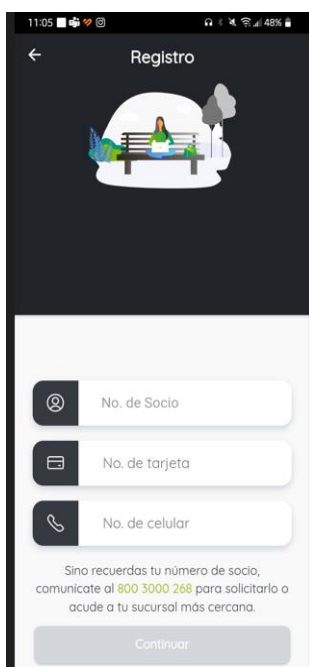 11:05 48%
Registro
No. de Socio
No. de tarjeta
No. de celular
Sino recuerdas tu número de socio,
comunícate al 800 3000 268 para solicitarlo o
acude a tu sucursal más cercana.
Continuar